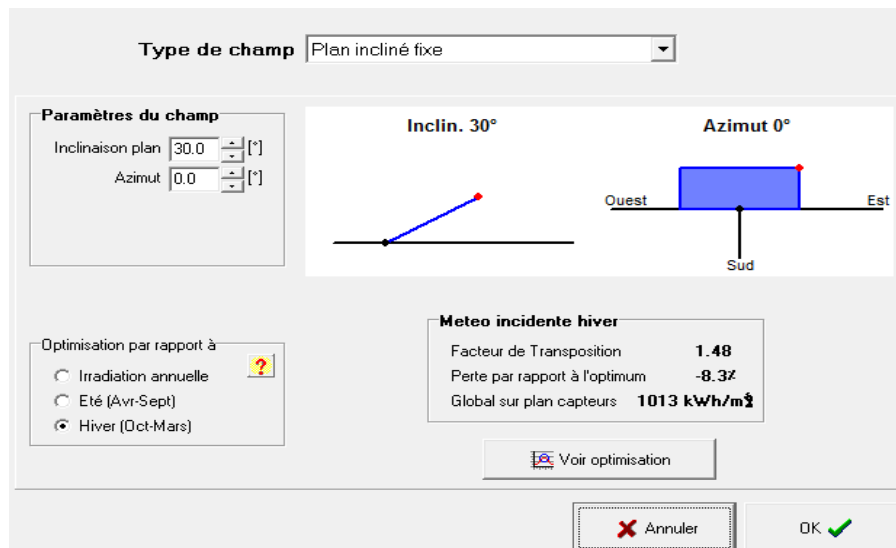 Type de champ Plan incliné fixe
Paramètres du champ
Inclinaison plan 30.0 [°]
Azimut 0.0 [°]
Inclin. 30°
Azimut 0°
Ouest
Est
Sud
Optimisation par rapport à
?
Irradiation annuelle
Eté (Avr-Sept)
Hiver (Oct-Mars)
Meteo incidente hiver
Facteur de Transposition 1.48
Perte par rapport à l'optimum -8.3%
Global sur plan capteurs 1013 kWh/m²
Voir optimisation
Annuler
OK